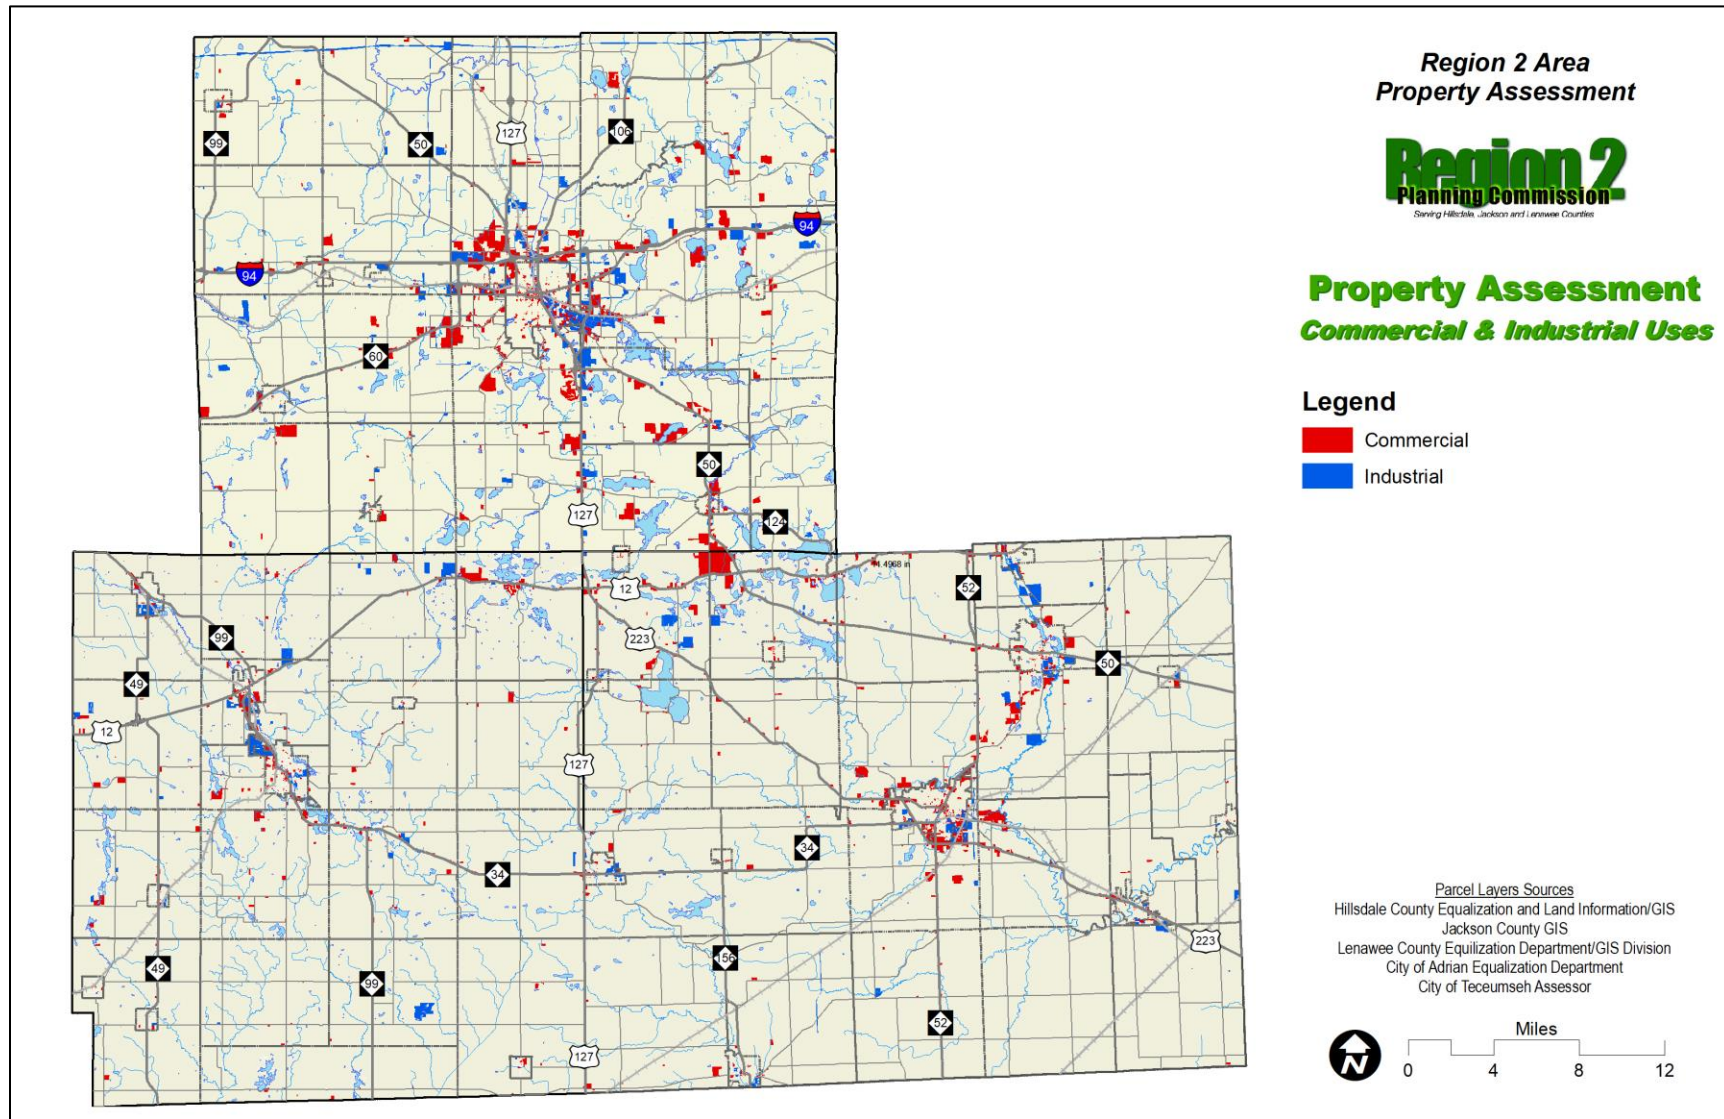 Region 2 Area
Property Assessment
Region 2
Planning Commission
Serving Hillsdale, Jackson and Lenawee Counties
Property Assessment
Commercial & Industrial Uses
Legend
Commercial
Industrial
99
50
127
106
94
94
60
50
127
124
12
52
99
223
49
50
12
127
34
34
49
99
156
223
52
127
Parcel Layers Sources
Hillsdale County Equalization and Land Information/GIS
Jackson County GIS
Lenawee County Equilization Department/GIS Division
City of Adrian Equalization Department
City of Teceumseh Assessor
N
Miles
0 4 8 12